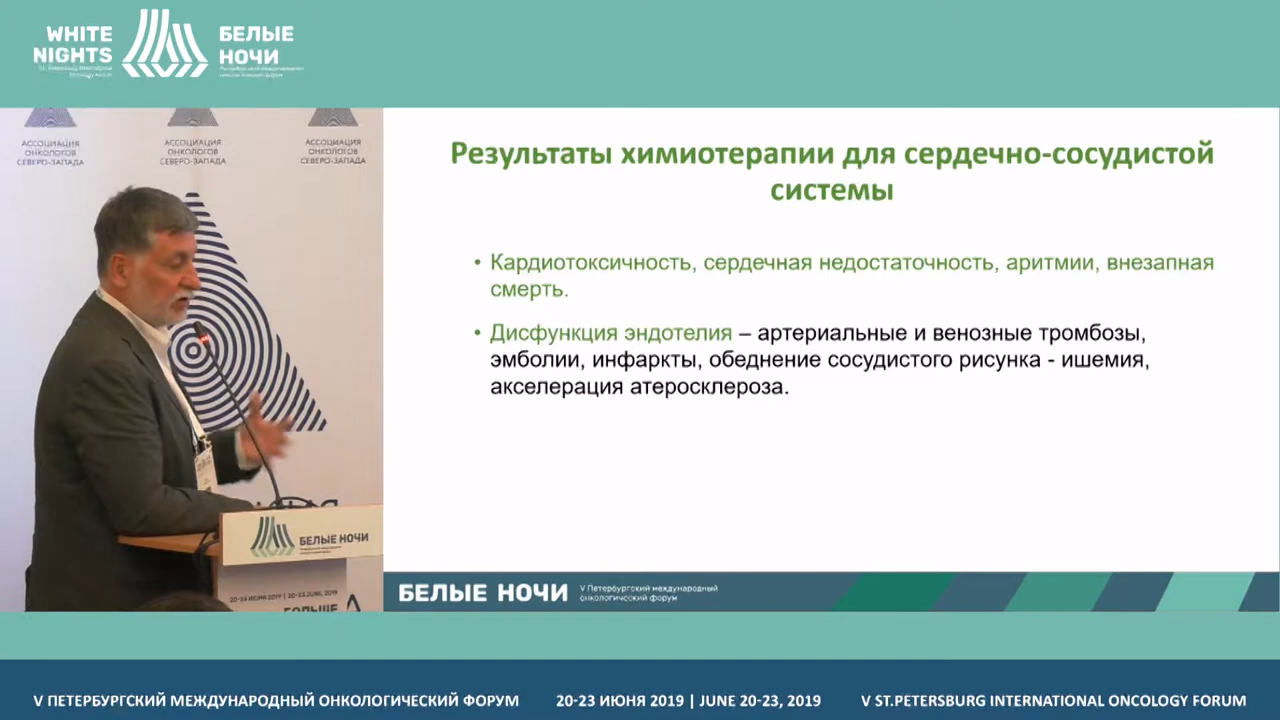 WHITE
NIGHTS
БЕЛЫЕ
НОЧИ
АССОЦИАЦИЯ
ОНКОЛОГОВ
СЕВЕРО-ЗАПАДА
АССОЦИАЦИЯ
ОНКОЛОГОВ
СЕВЕРО-ЗАПАДА
АССОЦИАЦИЯ
ОНКОЛОГОВ
СЕВЕРО-ЗАПАДА
Результаты химиотерапии для сердечно-сосудистой
системы
• Кардиотоксичность, сердечная недостаточность, аритмии, внезапная
смерть.
• Дисфункция эндотелия – артериальные и венозные тромбозы,
эмболии, инфаркты, обеднение сосудистого рисунка - ишемия,
акселерация атеросклероза.
БЕЛЫЕ НОЧИ
20-23 ИЮНЯ 2019 | 20-23 JUNE, 2019
БОЛЬШЕ
БЕЛЫЕ НОЧИ
V Петербургский международный
онкологический форум
V ПЕТЕРБУРГСКИЙ МЕЖДУНАРОДНЫЙ ОНКОЛОГИЧЕСКИЙ ФОРУМ
20-23 ИЮНЯ 2019 | JUNE 20-23, 2019
V ST.PETERSBURG INTERNATIONAL ONCOLOGY FORUM